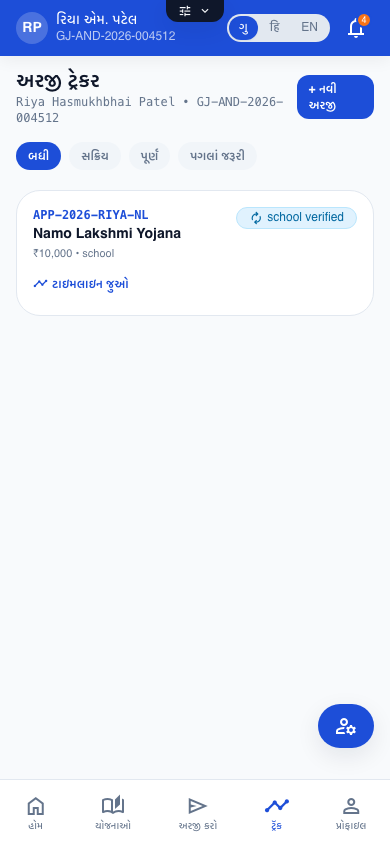 RP
રિયા એમ. પટેલ
GJ-AND-2026-004512
ગુ
हि
EN
4
અરજી ટ્રેકર
Riya Hasmukhbhai Patel • GJ-AND-2026-
004512
+ નવી
અરજી
બધી
સક્રિય
પૂર્ણ
પગલાં જરૂરી
APP-2026-RIYA-NL
school verified
Namo Lakshmi Yojana
₹10,000 • school
ટાઇમલાઇન જુઓ
હોમ
યોજનાઓ
અરજી કરો
ટ્રૅક
પ્રોફાઇલ